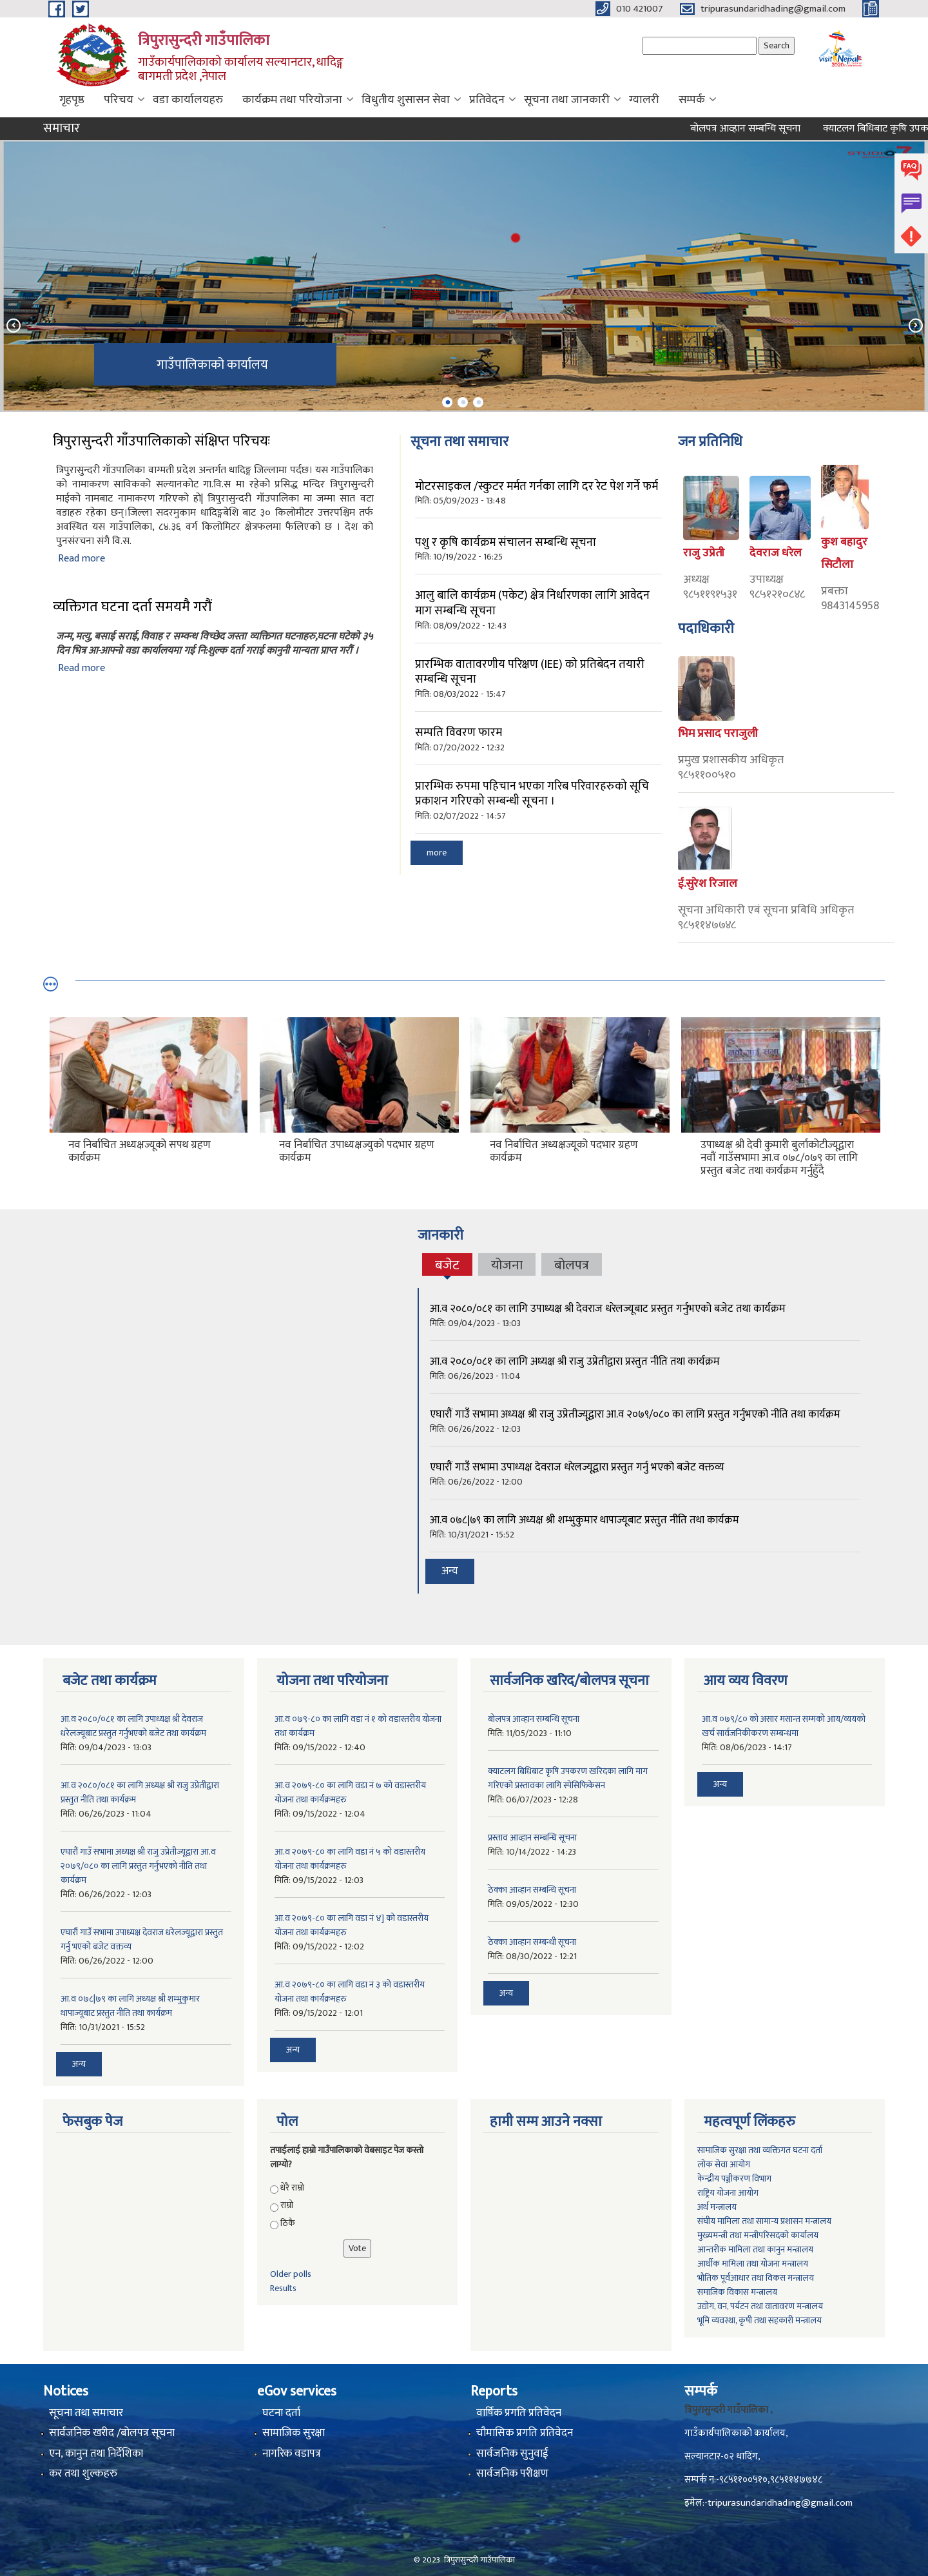 010 421007
tripurasundaridhading@gmail.com
त्रिपुरासुन्दरी गाउँपालिका
गाउँकार्यपालिकाको कार्यालय सल्यानटार, धादिङ्ग
बागमती प्रदेश ,नेपाल
Search
visit Nepal
गृहपृष्ठ
परिचय
वडा कार्यालयहरु
कार्यक्रम तथा परियोजना
विधुतीय शुसासन सेवा
प्रतिवेदन
सूचना तथा जानकारी
ग्यालरी
सम्पर्क
समाचार
बोलपत्र आव्हान सम्बन्धि सूचना
क्याटलग बिधिबाट कृषि उपक
FAQ
गाउँपालिकाको कार्यालय
त्रिपुरासुन्दरी गाँउपालिकाको संक्षिप्त परिचयः
त्रिपुरासुन्दरी गाँउपालिका वाग्मती प्रदेश अन्तर्गत धादिङ्ग जिल्लामा पर्दछ। यस गाउँपालिका
को नामाकरण साविकको सल्यानकोट गा.वि.स मा रहेको प्रसिद्ध मन्दिर त्रिपुरासुन्दरी
माईको नामबाट नामाकरण गरिएको हो| त्रिपुरासुन्दरी गाँउपालिका मा जम्मा सात वटा
वडाहरु रहेका छन्।जिल्ला सदरमुकाम धादिङ्गबेशि बाट ३० किलोमीटर उत्तरपश्चिम तर्फ
अवस्थित यस गाउँपालिका, ८४.३६ वर्ग किलोमिटर क्षेत्रफलमा फैलिएको छ । देश को
पुनसंरचना संगै वि.स.
Read more
व्यक्तिगत घटना दर्ता समयमै गरौं
जन्म, मत्यु, बसाई सराई, विवाह र सम्वन्ध विच्छेद जस्ता व्यक्तिगत घटनाहरु,घटना घटेको ३५
दिन भित्र आ-आफ्नो वडा कार्यालयमा गई नि:शुल्क दर्ता गराई कानुनी मान्यता प्राप्त गरौं ।
Read more
सूचना तथा समाचार
मोटरसाइकल /स्कुटर मर्मत गर्नका लागि दर रेट पेश गर्ने फर्म
मिति: 05/09/2023 - 13:48
पशु र कृषि कार्यक्रम संचालन सम्बन्धि सूचना
मिति: 10/19/2022 - 16:25
आलु बालि कार्यक्रम (पकेट) क्षेत्र निर्धारणका लागि आवेदन
माग सम्बन्धि सूचना
मिति: 08/09/2022 - 12:43
प्रारम्भिक वातावरणीय परिक्षण (IEE) को प्रतिबेदन तयारी
सम्बन्धि सूचना
मिति: 08/03/2022 - 15:47
सम्पति विवरण फारम
मिति: 07/20/2022 - 12:32
प्रारम्भिक रुपमा पहिचान भएका गरिब परिवारहरुको सूचि
प्रकाशन गरिएको सम्बन्धी सूचना ।
मिति: 02/07/2022 - 14:57
more
जन प्रतिनिधि
राजु उप्रेती
अध्यक्ष
९८५११९१५३१
देवराज धरेल
उपाध्यक्ष
९८५१२१०८४८
कुश बहादुर
सिटौला
प्रबक्ता
9843145958
पदाधिकारी
भिम प्रसाद पराजुली
प्रमुख प्रशासकीय अधिकृत
९८५११००५१०
ई.सुरेश रिजाल
सूचना अधिकारी एबं सूचना प्रबिधि अधिकृत
९८५११४७७४८
नव निर्बाचित अध्यक्षज्यूको सपथ ग्रहण
कार्यक्रम
नव निर्बाचित उपाध्यक्षज्युको पदभार ग्रहण
कार्यक्रम
नव निर्बाचित अध्यक्षज्यूको पदभार ग्रहण
कार्यक्रम
उपाध्यक्ष श्री देवी कुमारी बुर्लाकोटीज्यूद्वारा
नवौं गाउँसभामा आ.व ०७८/०७९ का लागि
प्रस्तुत बजेट तथा कार्यक्रम गर्नुहुँदै
जानकारी
बजेट
योजना
बोलपत्र
आ.व २०८०/०८१ का लागि उपाध्यक्ष श्री देवराज धरेलज्यूबाट प्रस्तुत गर्नुभएको बजेट तथा कार्यक्रम
मिति: 09/04/2023 - 13:03
आ.व २०८०/०८१ का लागि अध्यक्ष श्री राजु उप्रेतीद्वारा प्रस्तुत नीति तथा कार्यक्रम
मिति: 06/26/2023 - 11:04
एघारौं गाउँ सभामा अध्यक्ष श्री राजु उप्रेतीज्यूद्वारा आ.व २०७९/०८० का लागि प्रस्तुत गर्नुभएको नीति तथा कार्यक्रम
मिति: 06/26/2022 - 12:03
एघारौं गाउँ सभामा उपाध्यक्ष देवराज धरेलज्यूद्वारा प्रस्तुत गर्नु भएको बजेट वक्तव्य
मिति: 06/26/2022 - 12:00
आ.व ०७८|७९ का लागि अध्यक्ष श्री शम्भुकुमार थापाज्यूबाट प्रस्तुत नीति तथा कार्यक्रम
मिति: 10/31/2021 - 15:52
अन्य
बजेट तथा कार्यक्रम
आ.व २०८०/०८१ का लागि उपाध्यक्ष श्री देवराज
धरेलज्यूबाट प्रस्तुत गर्नुभएको बजेट तथा कार्यक्रम
मिति: 09/04/2023 - 13:03
आ.व २०८०/०८१ का लागि अध्यक्ष श्री राजु उप्रेतीद्वारा
प्रस्तुत नीति तथा कार्यक्रम
मिति: 06/26/2023 - 11:04
एघारौं गाउँ सभामा अध्यक्ष श्री राजु उप्रेतीज्यूद्वारा आ.व
२०७९/०८० का लागि प्रस्तुत गर्नुभएको नीति तथा
कार्यक्रम
मिति: 06/26/2022 - 12:03
एघारौं गाउँ सभामा उपाध्यक्ष देवराज धरेलज्यूद्वारा प्रस्तुत
गर्नु भएको बजेट वक्तव्य
मिति: 06/26/2022 - 12:00
आ.व ०७८|७९ का लागि अध्यक्ष श्री शम्भुकुमार
थापाज्यूबाट प्रस्तुत नीति तथा कार्यक्रम
मिति: 10/31/2021 - 15:52
अन्य
योजना तथा परियोजना
आ.व ०७९-८० का लागि वडा नं १ को वडास्तरीय योजना
तथा कार्यक्रम
मिति: 09/15/2022 - 12:40
आ.व २०७९-८० का लागि वडा नं ७ को वडास्तरीय
योजना तथा कार्यक्रमहरु
मिति: 09/15/2022 - 12:04
आ.व २०७९-८० का लागि वडा नं ५ को वडास्तरीय
योजना तथा कार्यक्रमहरु
मिति: 09/15/2022 - 12:03
आ.व २०७९-८० का लागि वडा नं ४] को वडास्तरीय
योजना तथा कार्यक्रमहरु
मिति: 09/15/2022 - 12:02
आ.व २०७९-८० का लागि वडा नं ३ को वडास्तरीय
योजना तथा कार्यक्रमहरु
मिति: 09/15/2022 - 12:01
अन्य
सार्वजनिक खरिद/बोलपत्र सूचना
बोलपत्र आव्हान सम्बन्धि सूचना
मिति: 11/05/2023 - 11:10
क्याटलग बिधिबाट कृषि उपकरण खरिदका लागि माग
गरिएको प्रस्तावका लागि स्पेसिफिकेसन
मिति: 06/07/2023 - 12:28
प्रस्ताव आव्हान सम्बन्धि सूचना
मिति: 10/14/2022 - 14:23
ठेक्का आव्हान सम्बन्धि सूचना
मिति: 09/05/2022 - 12:30
ठेक्का आव्हान सम्बन्धी सूचना
मिति: 08/30/2022 - 12:21
अन्य
आय व्यय विवरण
आ.व ०७९/८० को असार मसान्त सम्मको आय/व्ययको
खर्च सार्वजनिकीकरण सम्बन्धमा
मिति: 08/06/2023 - 14:17
अन्य
फेसबुक पेज
पोल
तपाईलाई हाम्रो गाउँपालिकाको वेबसाइट पेज कस्तो
लाग्यो?
धेरै राम्रो
राम्रो
ठिकै
Vote
Older polls
Results
हामी सम्म आउने नक्सा
महत्वपूर्ण लिंकहरु
सामाजिक सुरक्षा तथा व्यक्तिगत घटना दर्ता
लोक सेवा आयोग
केन्द्रीय पञ्जीकरण विभाग
राष्ट्रिय योजना आयोग
अर्थ मन्त्रालय
संघीय मामिला तथा सामान्य प्रशासन मन्त्रालय
मुख्यमन्त्री तथा मन्त्रीपरिसदको कार्यालय
आन्तरीक मामिला तथा कानुन मन्त्रालय
आर्थीक मामिला तथा योजना मन्त्रालय
भौतिक पूर्वआधार तथा विकस मन्त्रालय
समाजिक विकास मन्त्रालय
उद्योग, वन, पर्यटन तथा वातावरण मन्त्रालय
भूमि व्यवस्था, कृषी तथा सहकारी मन्त्रालय
Notices
सूचना तथा समाचार
सार्वजनिक खरीद /बोलपत्र सूचना
एन, कानुन तथा निर्देशिका
कर तथा शुल्कहरु
eGov services
घटना दर्ता
सामाजिक सुरक्षा
नागरिक वडापत्र
Reports
वार्षिक प्रगति प्रतिवेदन
चौमासिक प्रगति प्रतिवेदन
सार्वजनिक सुनुवाई
सार्वजनिक परीक्षण
सम्पर्क
त्रिपुरासुन्दरी गाउँपालिका ,
गाउँकार्यपालिकाको कार्यालय,
सल्यानटार-०२ धादिंग,
सम्पर्क न:-९८५११००५१०,९८५११४७७४८
इमेल:-tripurasundaridhading@gmail.com
© 2023 त्रिपुरासुन्दरी गाउँपालिका